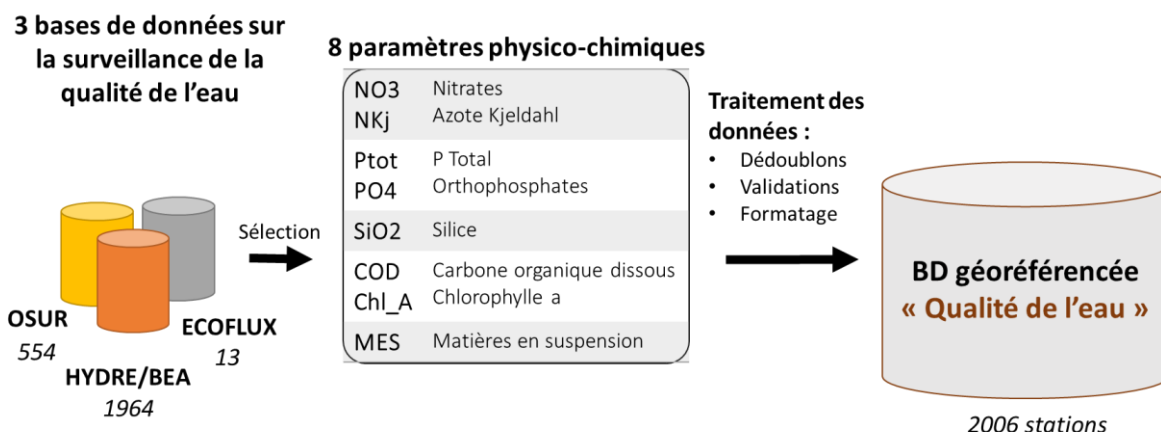 3 bases de données sur
la surveillance de la
qualité de l’eau
OSUR
554
HYDRE/BEA
1964
ECOFLUX
13
Sélection
8 paramètres physico-chimiques
NO3 Nitrates
NKj Azote Kjeldahl
Ptot P Total
PO4 Orthophosphates
SiO2 Silice
COD Carbone organique dissous
Chl_A Chlorophylle a
MES Matières en suspension
Traitement des
données :
• Dédoublons
• Validations
• Formatage
BD géoréférencée
« Qualité de l’eau »
2006 stations